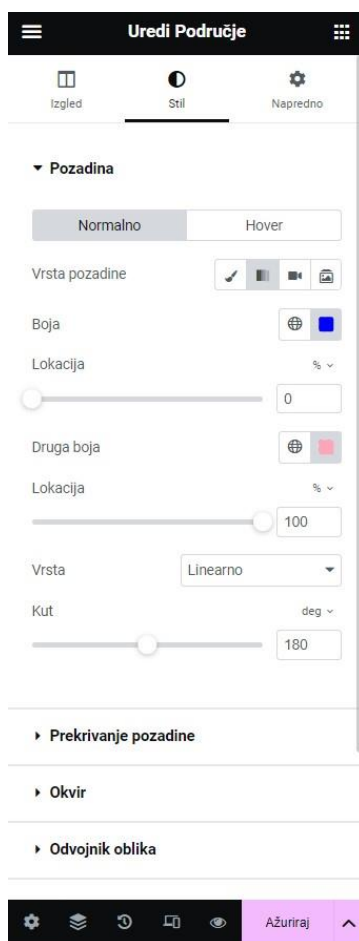 Uredi Područje
Izgled
Stil
Napredno
Pozadina
Normalno
Hover
Vrsta pozadine
Boja
Lokacija
%
0
Druga boja
Lokacija
%
100
Vrsta
Linearno
Kut
deg
180
Prekrivanje pozadine
Okvir
Odvojnik oblika
Ažuriraj